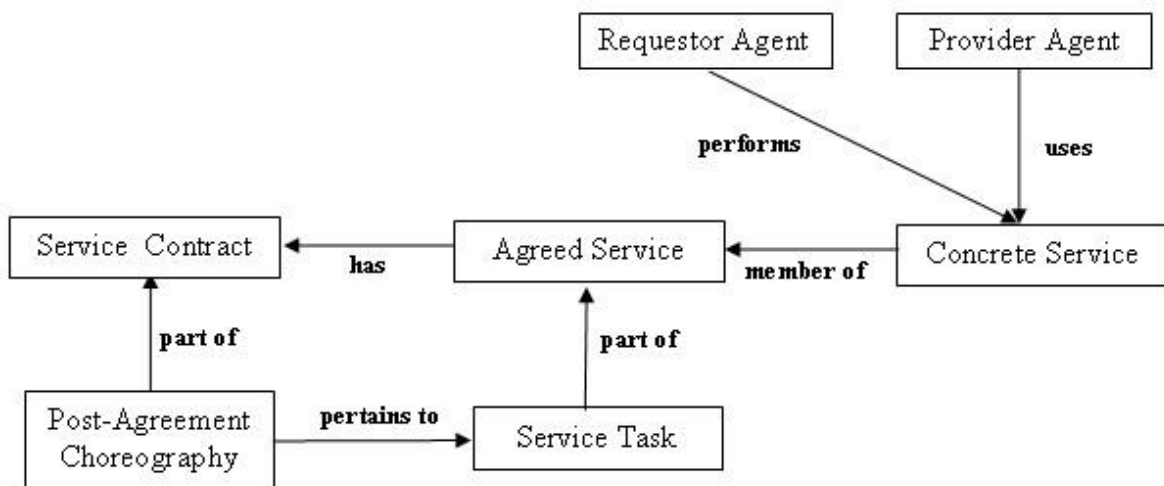 Requestor Agent
Provider Agent
performs
uses
Service Contract
has
Agreed Service
member of
Concrete Service
part of
part of
Post-Agreement
Choreography
pertains to
Service Task